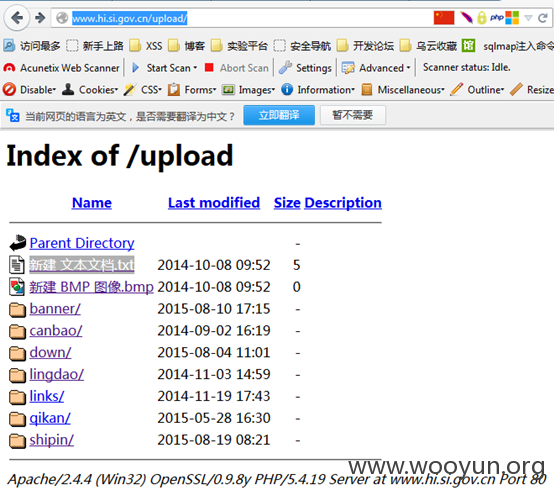 www.hi.si.gov.cn/upload/
php
访问最多 新手上路 XSS 博客 实验平台 安全导航 开发论坛 乌云收藏 sqlmap注入命令
Acunetix Web Scanner Start Scan Abort Scan Settings Advanced Scanner status: Idle.
Disable Cookies CSS Forms Images Information Miscellaneous Outline Resize
当前网页的语言为英文，是否需要翻译为中文？ 立即翻译 暂不需要
Index of /upload
Name Last modified Size Description
Parent Directory -
新建 文本文档.txt 2014-10-08 09:52 5
新建 BMP 图像.bmp 2014-10-08 09:52 0
banner/ 2015-08-10 17:15 -
canbao/ 2014-09-02 16:19 -
down/ 2015-08-04 11:01 -
lingdao/ 2014-11-03 14:59 -
links/ 2014-11-19 17:43 -
qikan/ 2015-05-28 16:30 -
shipin/ 2015-08-19 08:21 -
www.wooyun.org
Apache/2.4.4 (Win32) OpenSSL/0.9.8y PHP/5.4.19 Server at www.hi.si.gov.cn Port 80